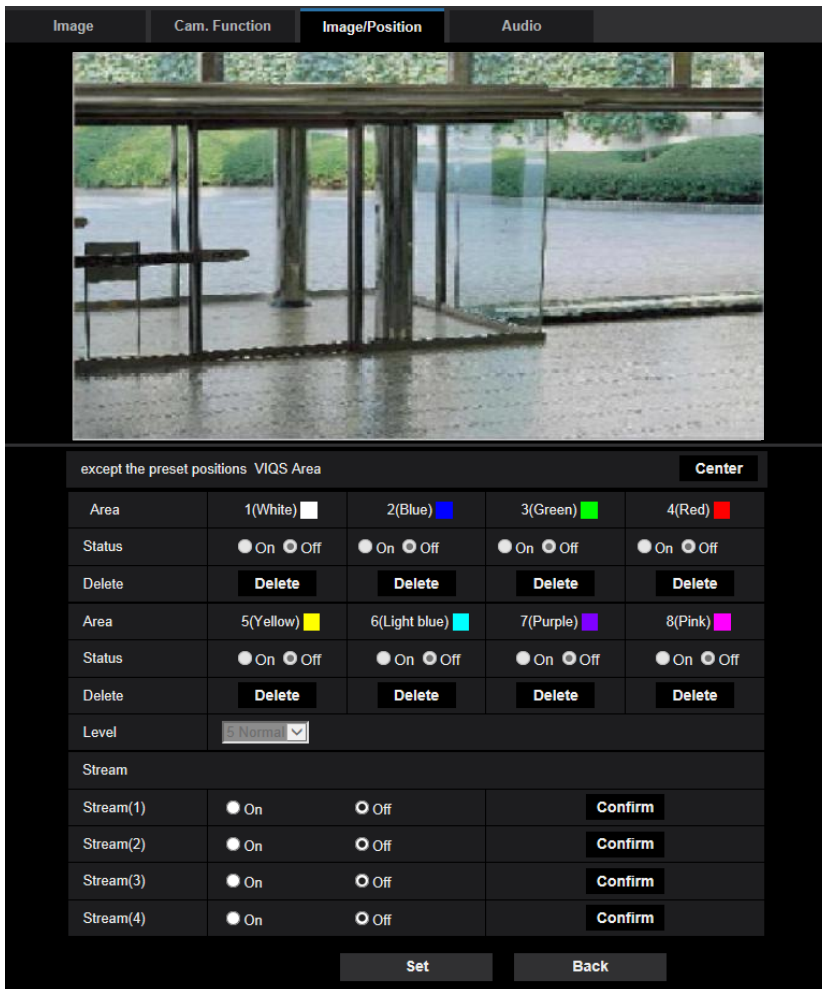 Image Cam. Function Image/Position Audio
except the preset positions VIQS Area Center
Area 1(White) 2(Blue) 3(Green) 4(Red)
Status On Off On Off On Off On Off
Delete Delete Delete Delete Delete
Area 5(Yellow) 6(Light blue) 7(Purple) 8(Pink)
Status On Off On Off On Off On Off
Delete Delete Delete Delete Delete
Level 5 Normal
Stream
Stream(1) On Off Confirm
Stream(2) On Off Confirm
Stream(3) On Off Confirm
Stream(4) On Off Confirm
Set Back